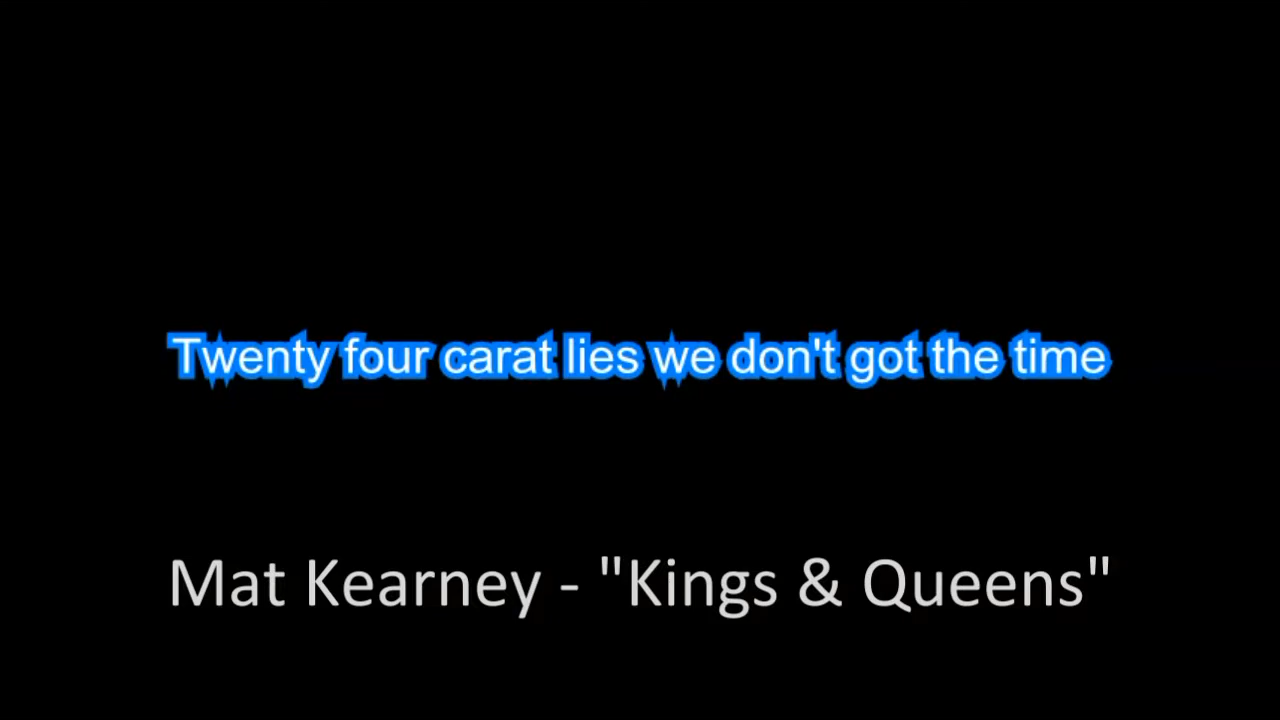 Twenty four carat lies we don't got the time
Mat Kearney - "Kings & Queens"